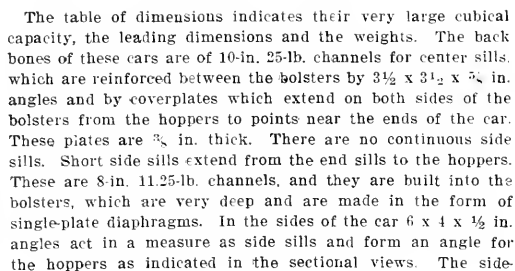 The table of dimensions indicates their very large cubical
capacity, the leading dimensions and the weights. The back
bones of these cars are of 10-in. 25-lb. channels for center sills,
which are reinforced between the bolsters by 3½ x 3½ x ⅝ in.
angles and by coverplates which extend on both sides of the
bolsters from the hoppers to points near the ends of the car.
These plates are ⅜ in. thick. There are no continuous side
sills. Short side sills extend from the end sills to the hoppers.
These are 8-in. 11.25-lb. channels, and they are built into the
bolsters, which are very deep and are made in the form of
single-plate diaphragms. In the sides of the car 6 x 4 x ½ in.
angles act in a measure as side sills and form an angle for
the hoppers as indicated in the sectional views. The side-